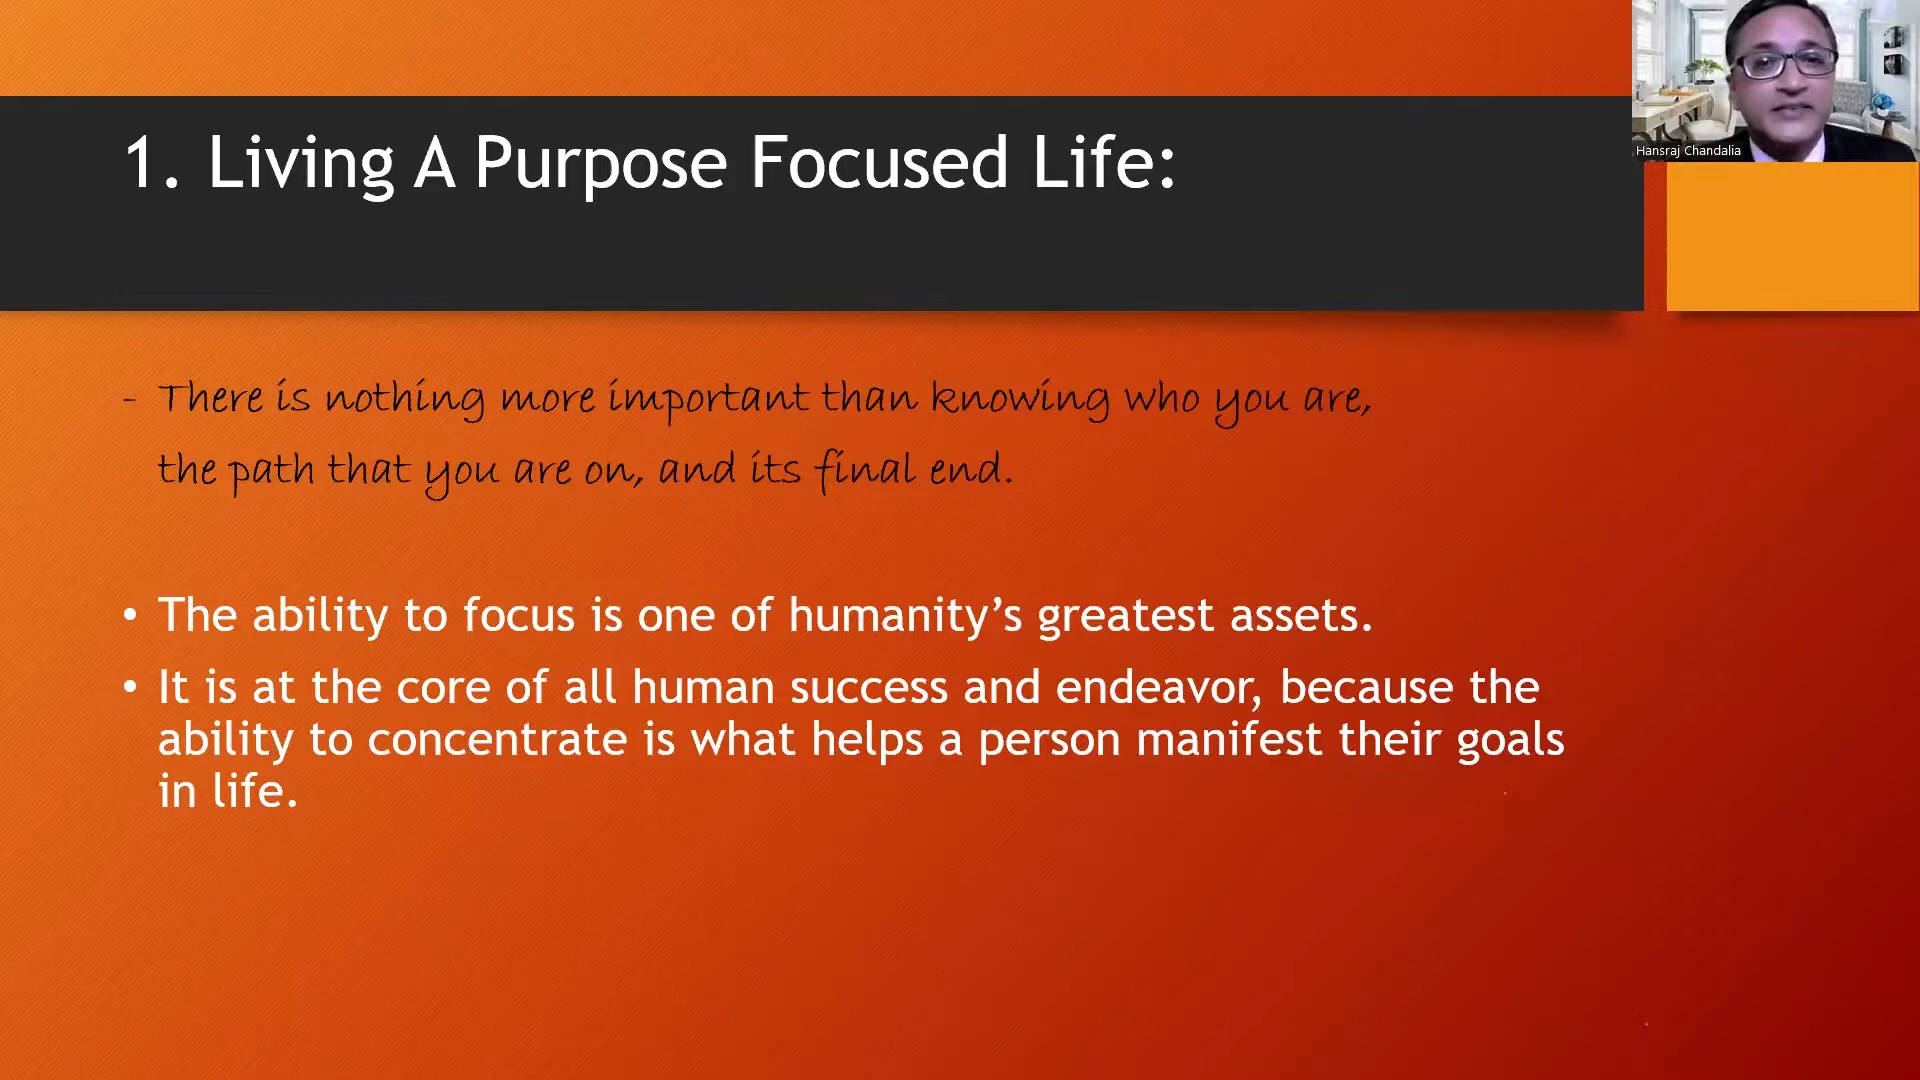 1. Living A Purpose Focused Life:
Hansraj Chandalia
- There is nothing more important than knowing who you are,
the path that you are on, and its final end.
• The ability to focus is one of humanity’s greatest assets.
• It is at the core of all human success and endeavor, because the
ability to concentrate is what helps a person manifest their goals
in life.